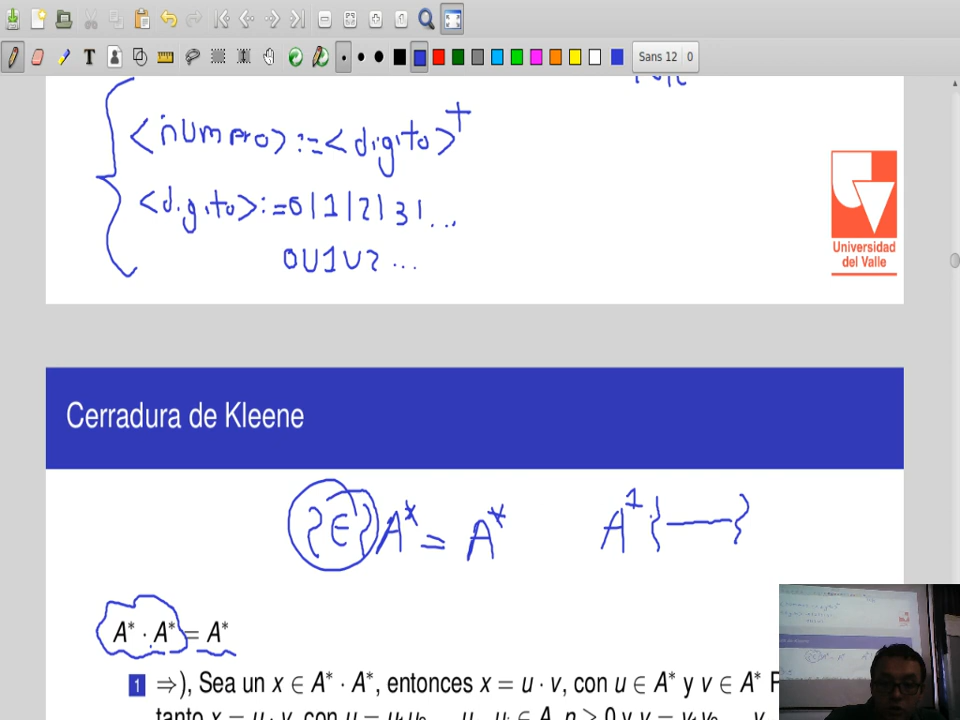 Sans 12 0
<número> ::= <digito>⁺
<digito> := 0 | 1 | 2 | 3 | ...
0 ∪ 1 ∪ 2 ...
Universidad
del Valle
Cerradura de Kleene
{∈} A* = A*
A¹ { — }
A* · A* = A*
1 ⇒), Sea un x ∈ A* · A*, entonces x = u · v, con u ∈ A* y v ∈ A*